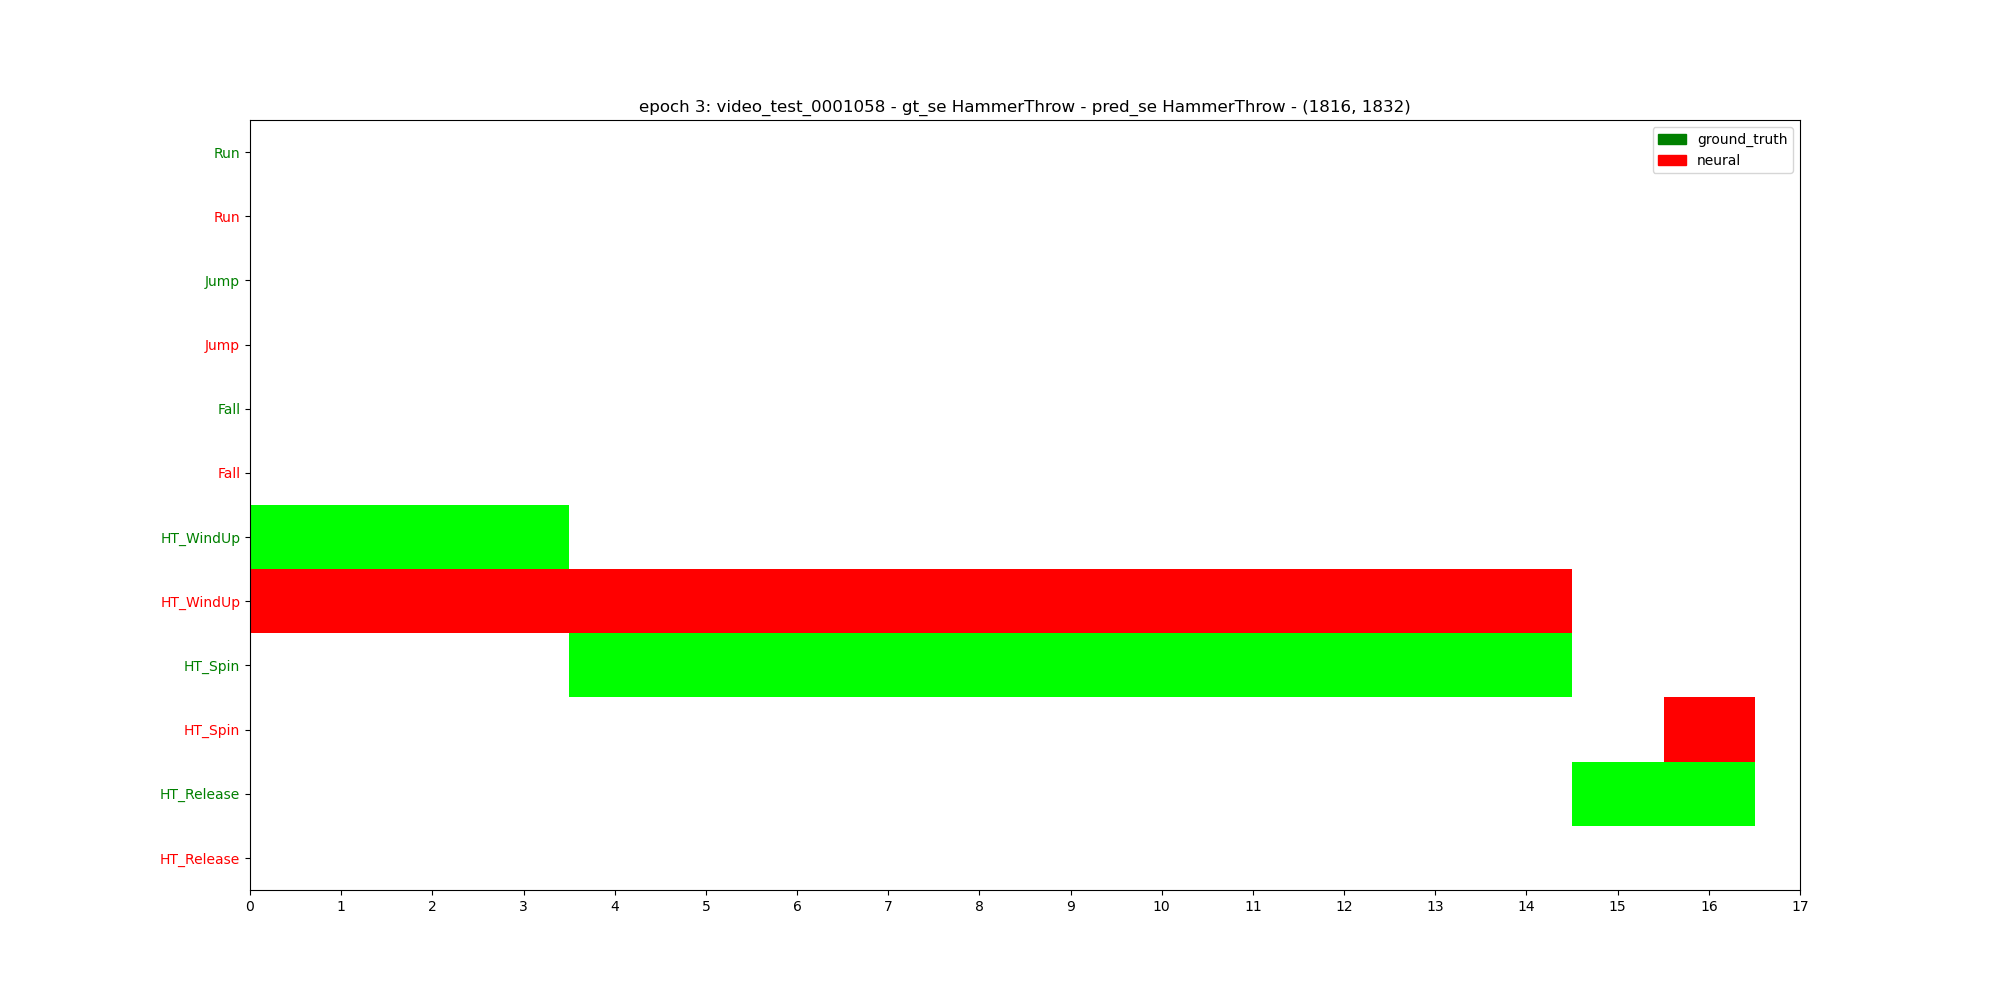 epoch 3: video_test_0001058 - gt_se HammerThrow - pred_se HammerThrow - (1816, 1832)
ground_truth
neural
Run
Run
Jump
Jump
Fall
Fall
HT_WindUp
HT_WindUp
HT_Spin
HT_Spin
HT_Release
HT_Release
0 1 2 3 4 5 6 7 8 9 10 11 12 13 14 15 16 17